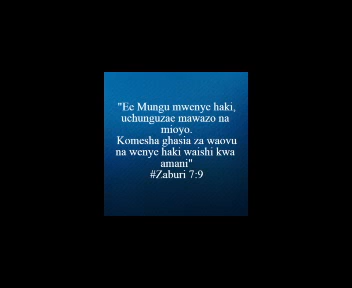 "Ee Mungu mwenye haki,
uchunguzae mawazo na
mioyo.
Komesha ghasia za waovu
na wenye haki waishi kwa
amani"
#Zaburi 7:9